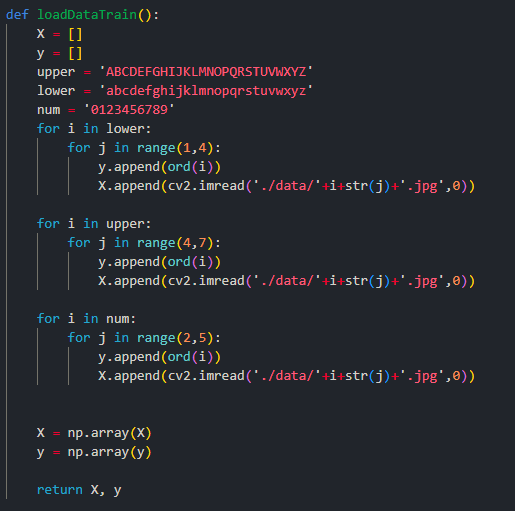 def loadDataTrain():
    X = []
    y = []
    upper = 'ABCDEFGHIJKLMNOPQRSTUVWXYZ'
    lower = 'abcdefghijklmnopqrstuvwxyz'
    num = '0123456789'
    for i in lower:
        for j in range(1,4):
            y.append(ord(i))
            X.append(cv2.imread('./data/'+i+str(j)+'.jpg',0))

    for i in upper:
        for j in range(4,7):
            y.append(ord(i))
            X.append(cv2.imread('./data/'+i+str(j)+'.jpg',0))

    for i in num:
        for j in range(2,5):
            y.append(ord(i))
            X.append(cv2.imread('./data/'+i+str(j)+'.jpg',0))


    X = np.array(X)
    y = np.array(y)

    return X, y